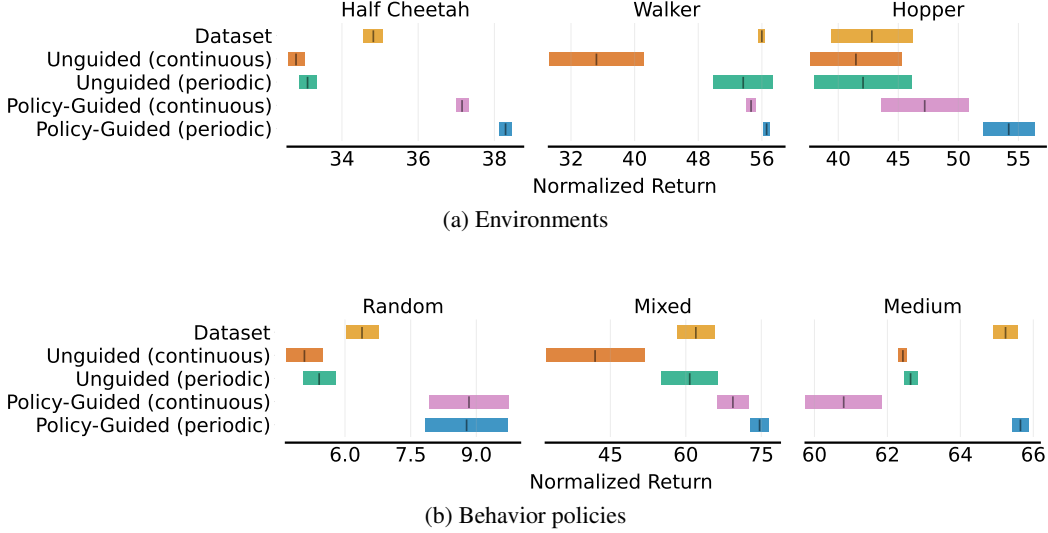 Half Cheetah Walker Hopper
Dataset
Unguided (continuous)
Unguided (periodic)
Policy-Guided (continuous)
Policy-Guided (periodic)
34 36 38 32 40 48 56 40 45 50 55
Normalized Return
(a) Environments
Random Mixed Medium
Dataset
Unguided (continuous)
Unguided (periodic)
Policy-Guided (continuous)
Policy-Guided (periodic)
6.0 7.5 9.0 45 60 75 60 62 64 66
Normalized Return
(b) Behavior policies